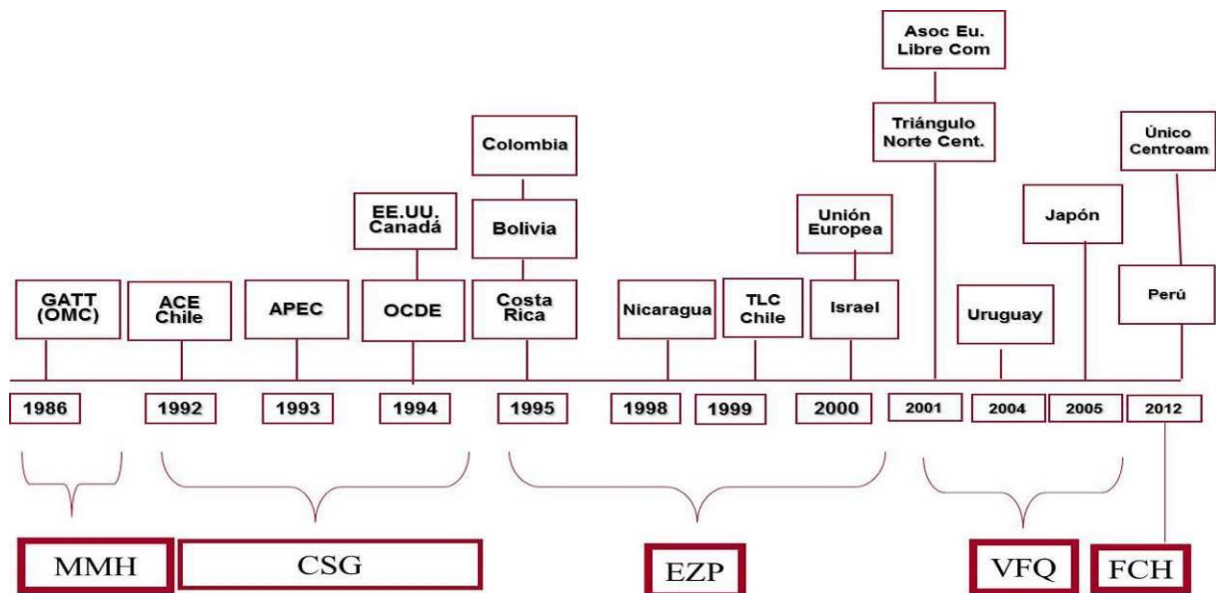 Asoc Eu.
Libre Com
Triángulo
Norte Cent.
Único
Centroam
Colombia
EE.UU.
Canadá
Bolivia
Unión
Europea
Japón
GATT
(OMC)
ACE
Chile
APEC
OCDE
Costa
Rica
Nicaragua
TLC
Chile
Israel
Uruguay
Perú
1986
1992
1993
1994
1995
1998
1999
2000
2001
2004
2005
2012
MMH
CSG
EZP
VFQ
FCH